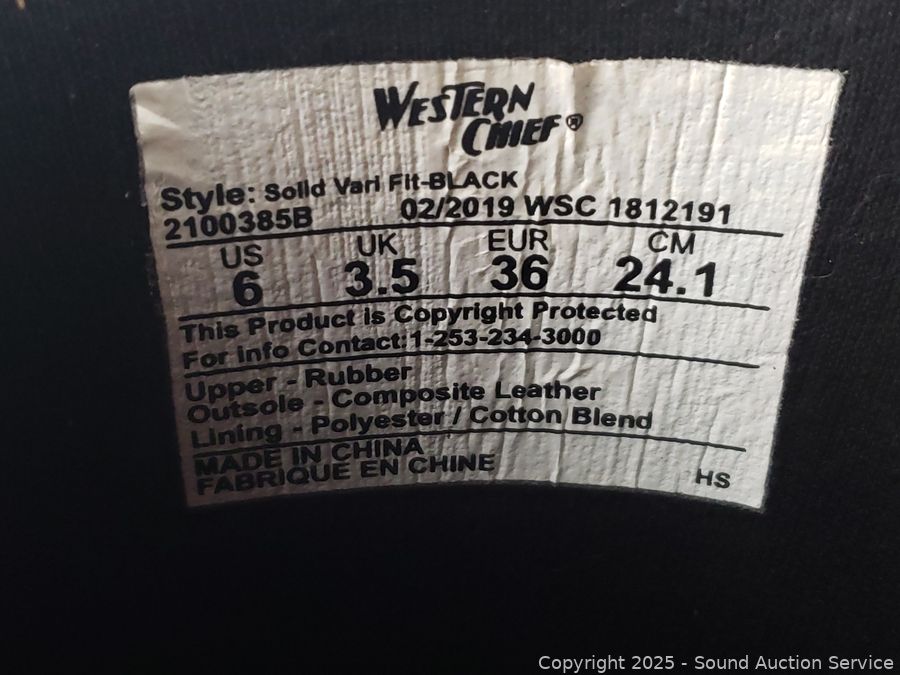 WESTERN
CHIEF®
Style: Solid Vari Fit-BLACK
2100385B 02/2019 WSC 1812191
US UK EUR CM
6 3.5 36 24.1
This Product is Copyright Protected
For Info Contact:1-253-234-3000
Upper - Rubber
Outsole - Composite Leather
Lining - Polyester / Cotton Blend
MADE IN CHINA
FABRIQUE EN CHINE HS
Copyright 2025 - Sound Auction Service